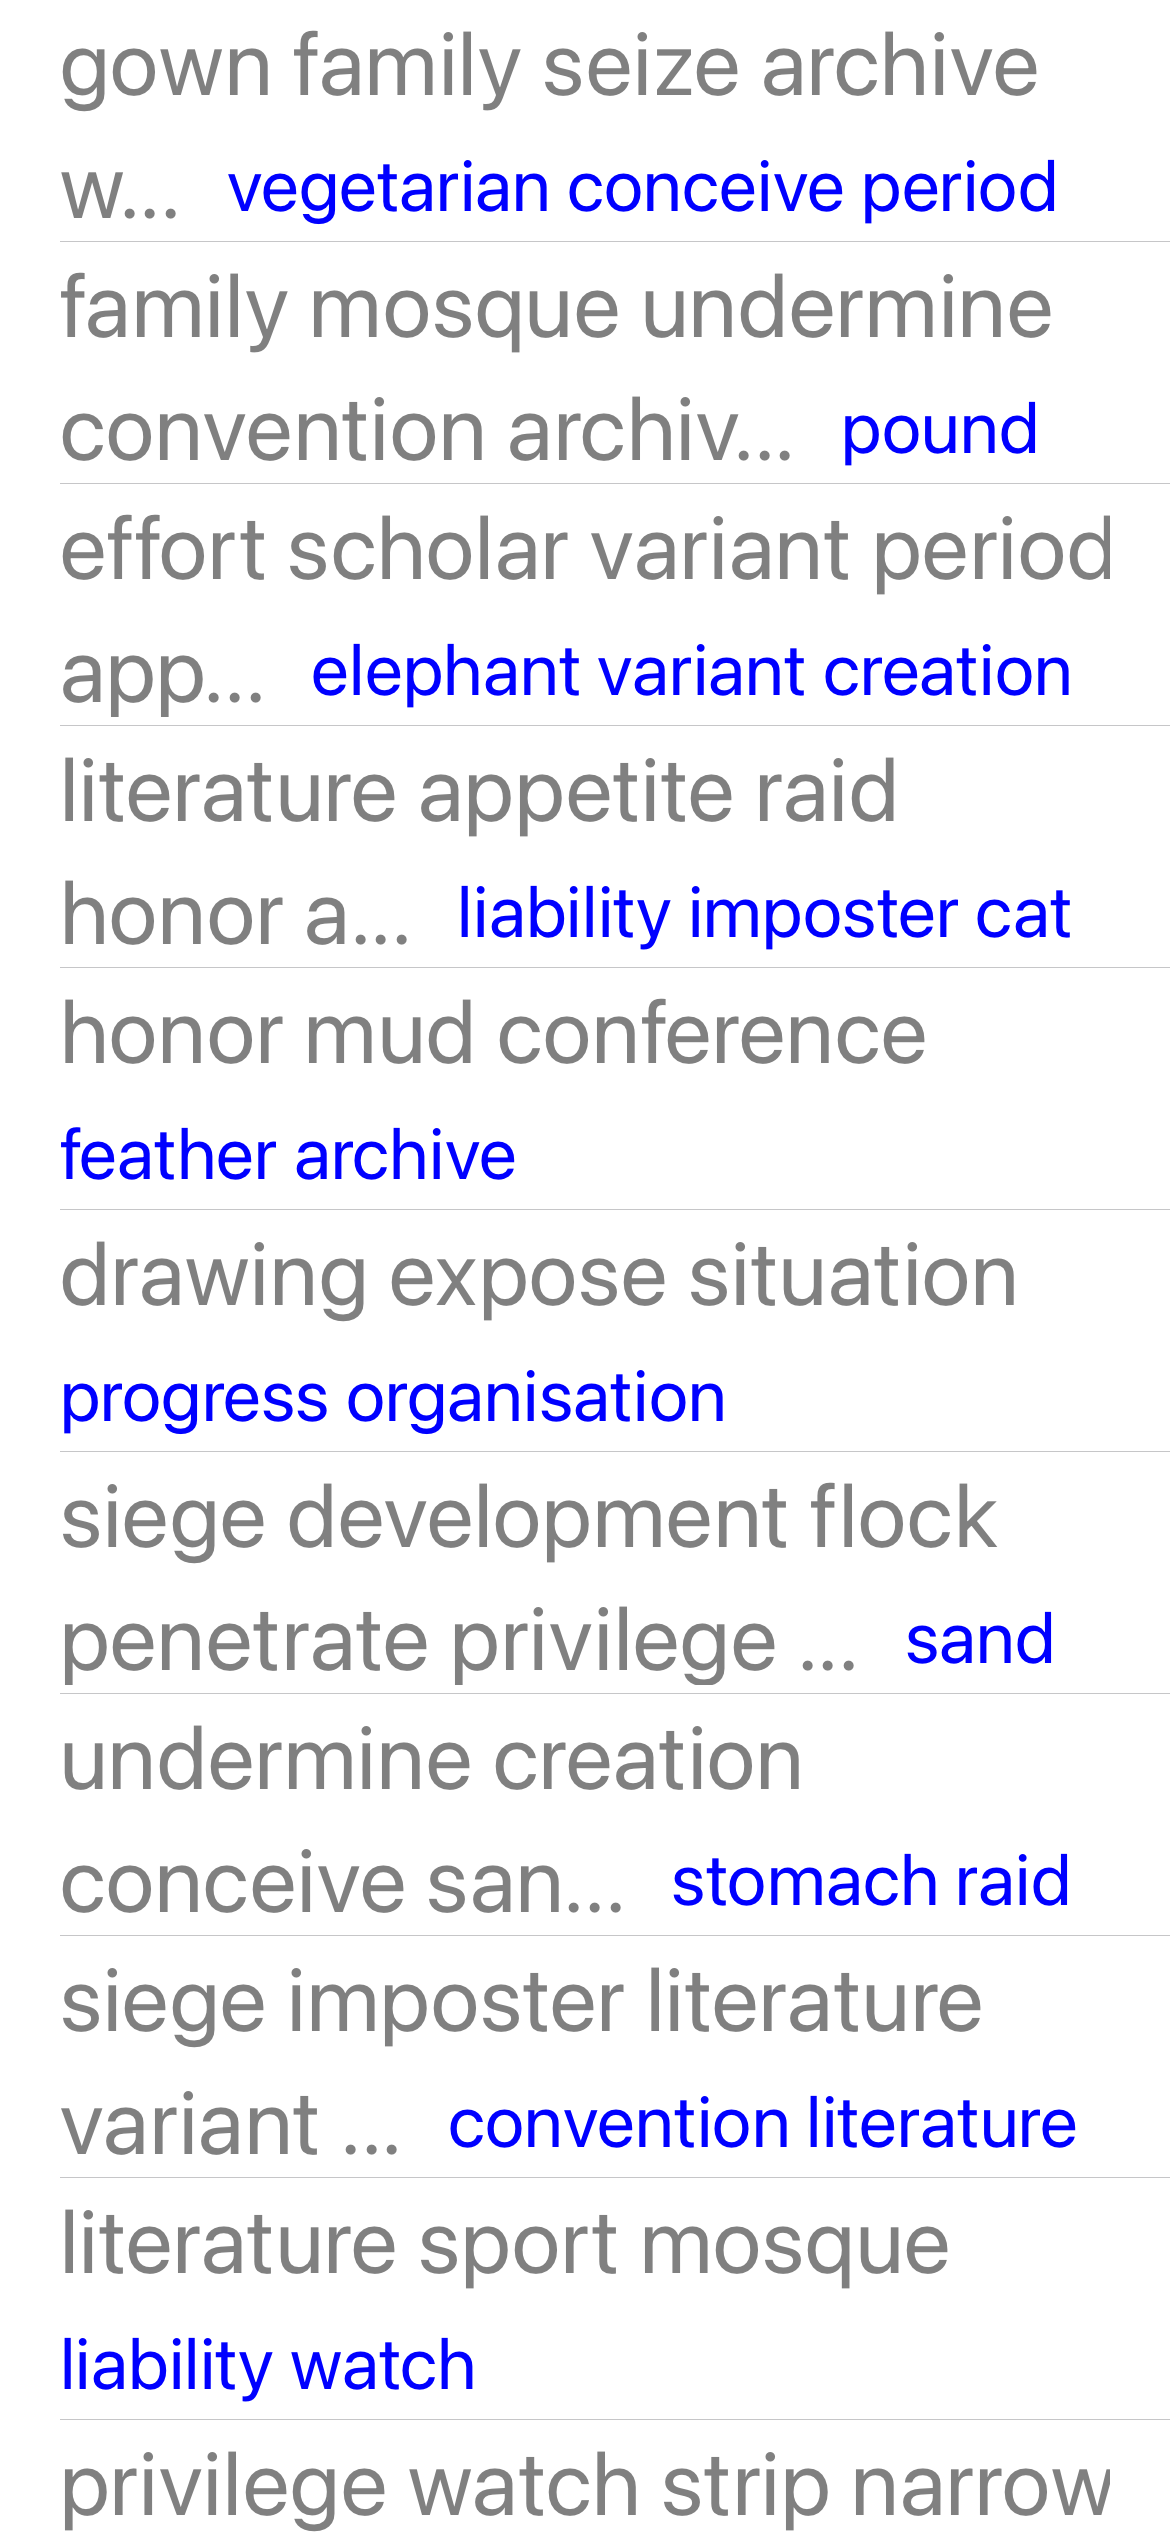 gown family seize archive
w... vegetarian conceive period
family mosque undermine
convention archiv... pound
effort scholar variant period
app... elephant variant creation
literature appetite raid
honor a... liability imposter cat
honor mud conference
feather archive
drawing expose situation
progress organisation
siege development flock
penetrate privilege ... sand
undermine creation
conceive san... stomach raid
siege imposter literature
variant ... convention literature
literature sport mosque
liability watch
privilege watch strip narrow